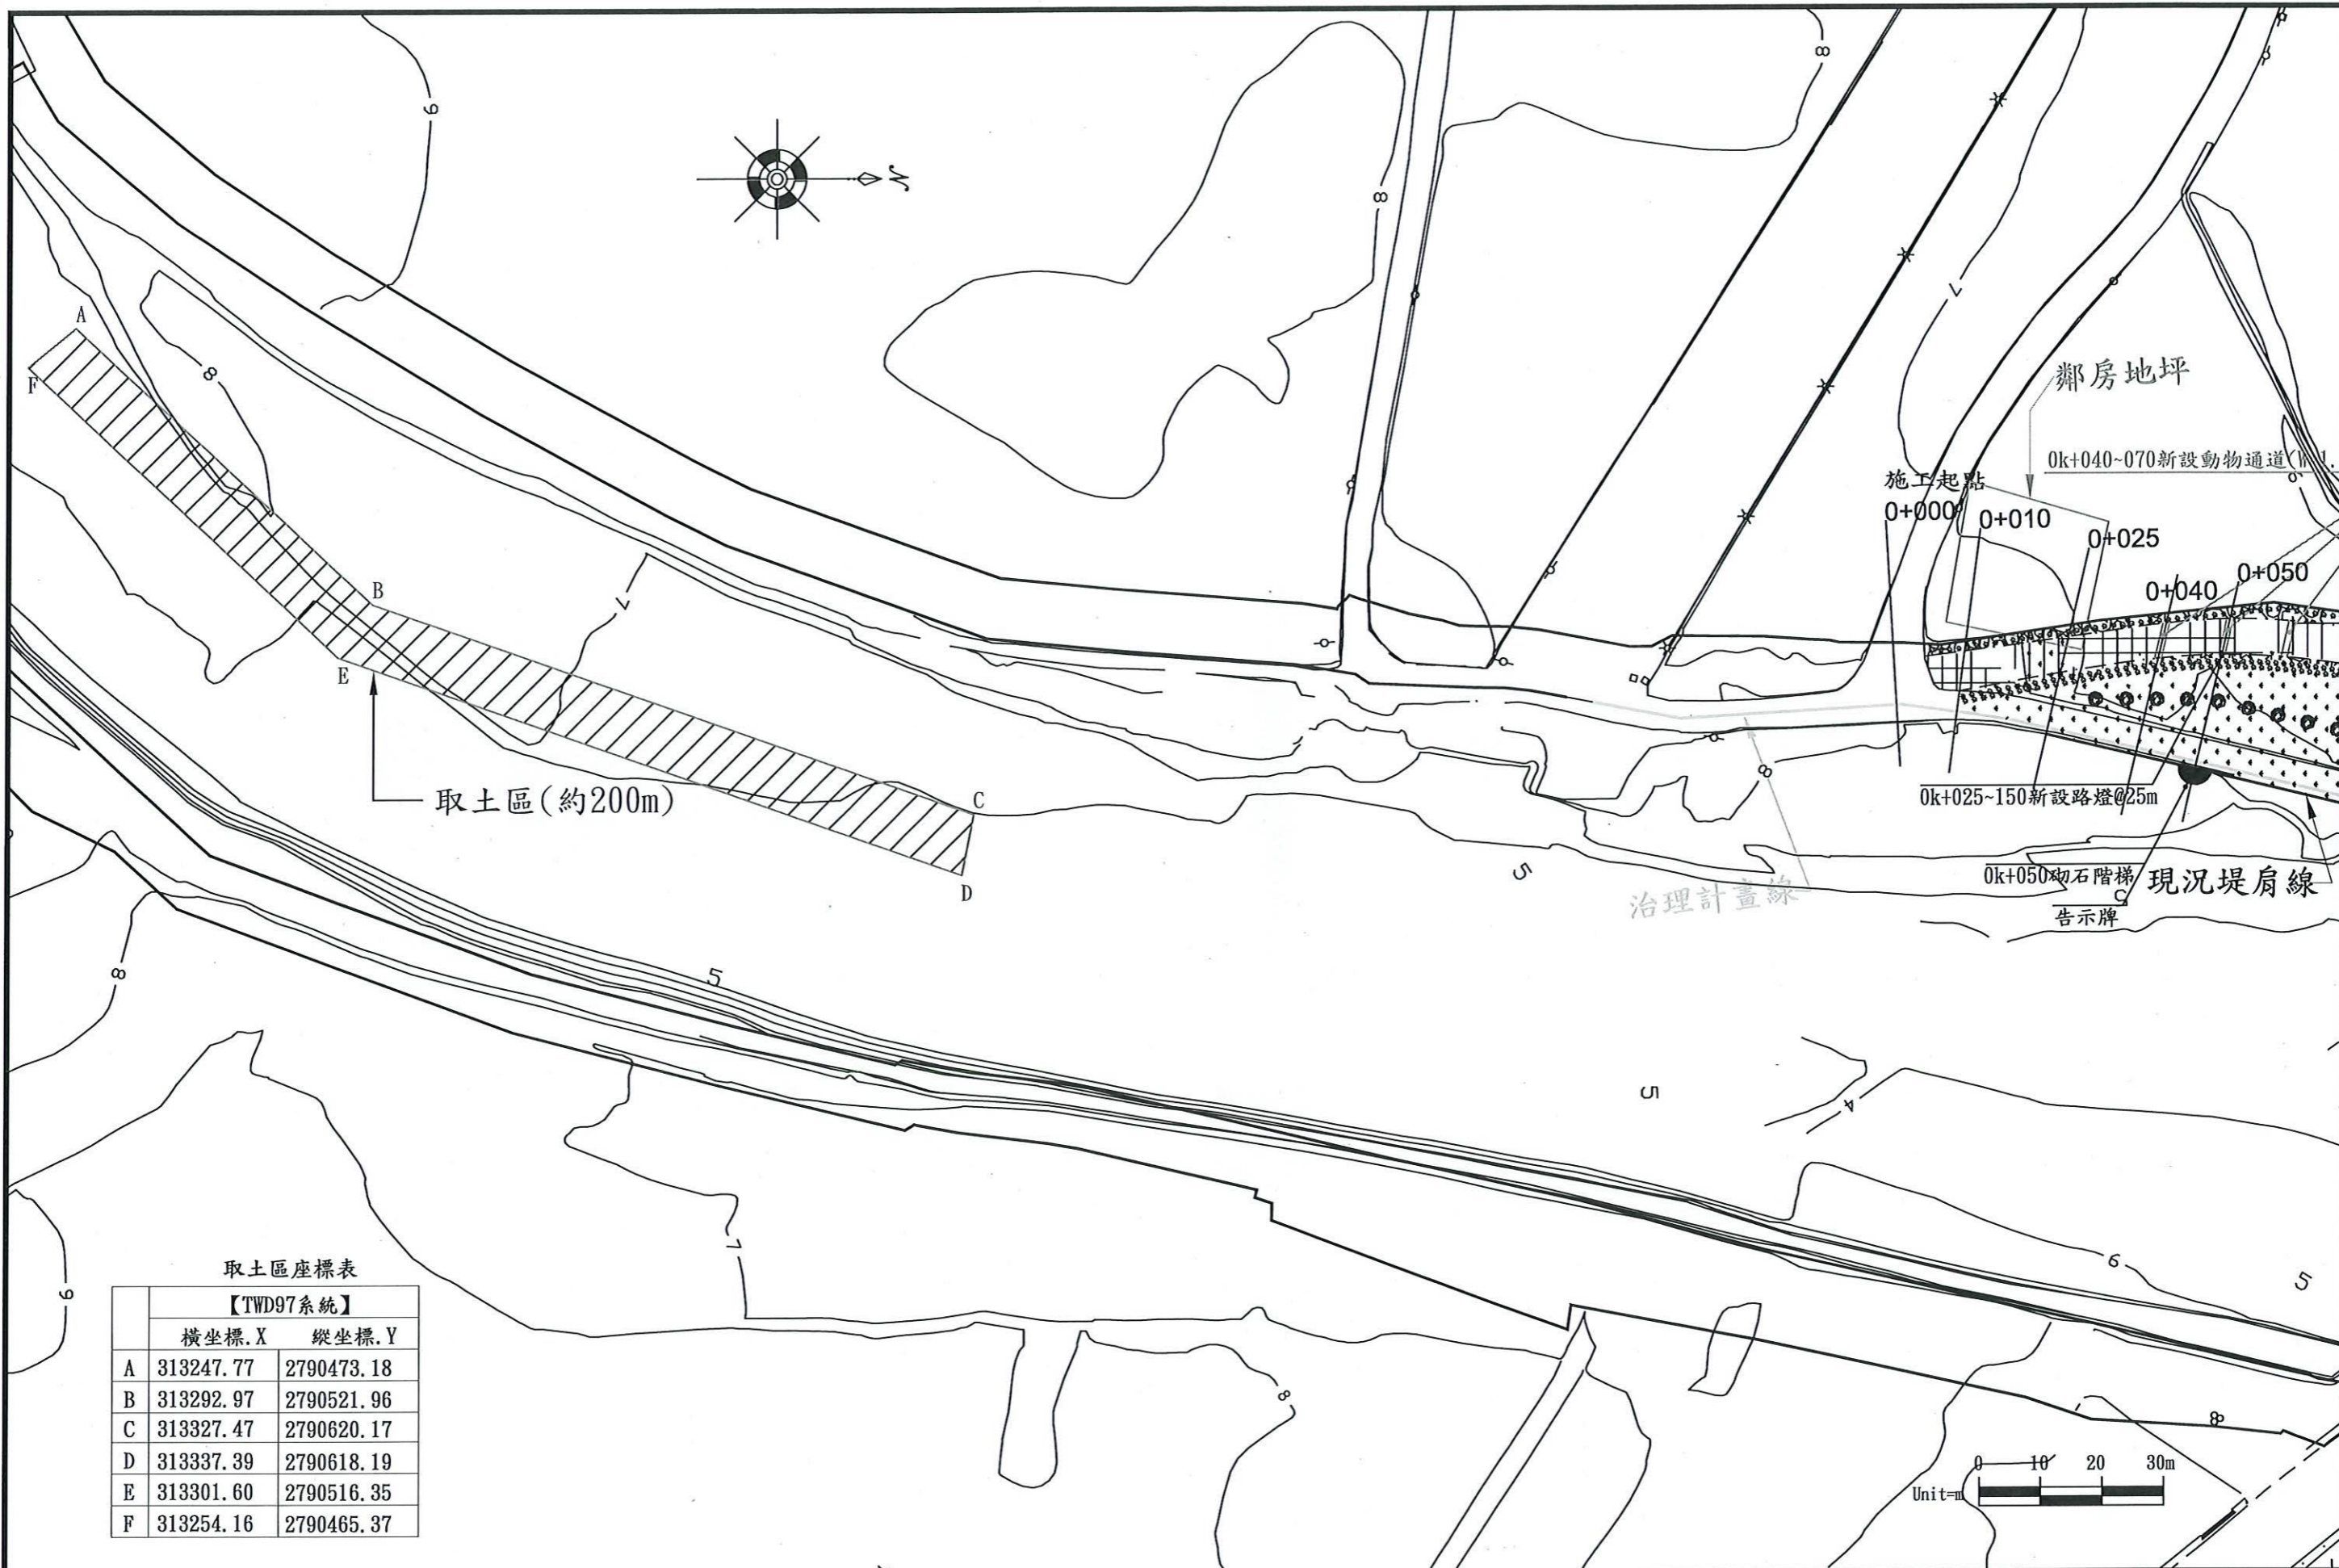 9
8
8
N
7
A
8
F
鄰房地坪
0k+040~070新設動物通道(W
6
施工起點
0+000
0+010
0+025
0+040
0+050
B
7
E
取土區(約200m)
C
D
8
0k+025~150新設路燈@25m
5
治理計畫線
0k+050砌石階梯
現況堤肩線
告示牌
5
8
5
5
4
7
6
5
9
8
8
取土區座標表
【TWD97系統】
橫坐標.X 縱坐標.Y
A 313247.77 2790473.18
B 313292.97 2790521.96
C 313327.47 2790620.17
D 313337.39 2790618.19
E 313301.60 2790516.35
F 313254.16 2790465.37
0 10 20 30m
Unit=m